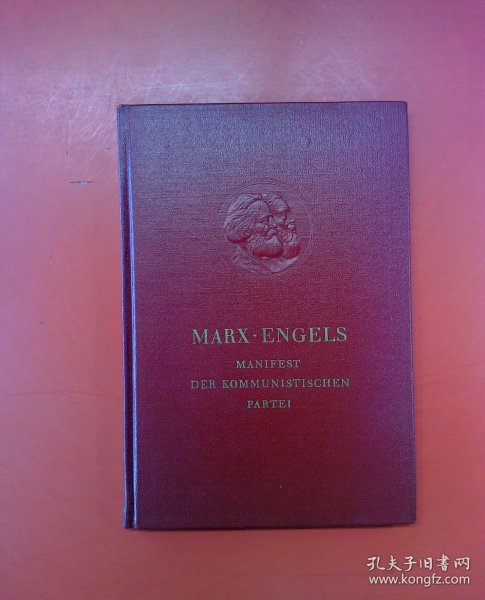 MARX · ENGELS
MANIFEST
DER KOMMUNISTISCHEN
PARTEI
孔夫子旧书网
www.kongfz.com